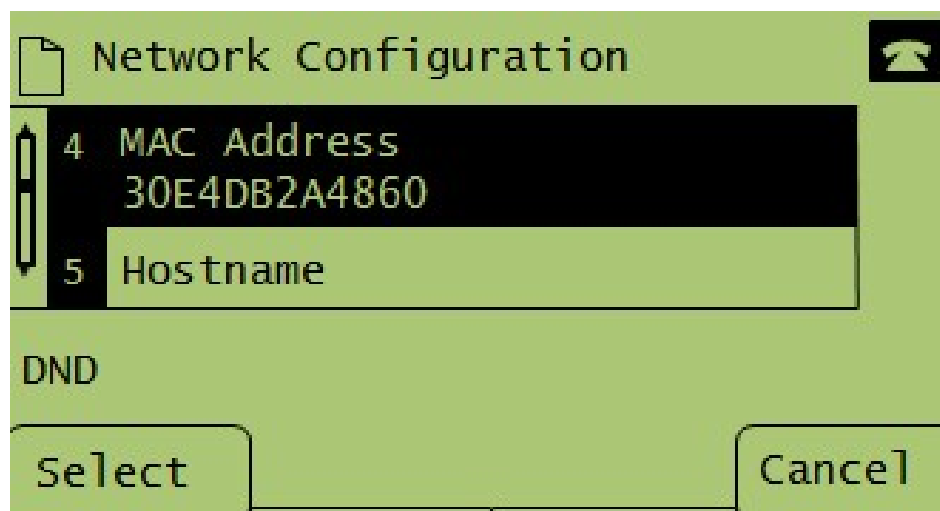 Network Configuration
4 MAC Address
30E4DB2A4860
5 Hostname
DND
Select Cancel